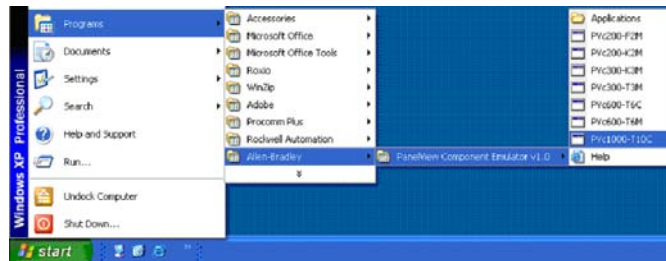 Windows XP Professional
Programs
Documents
Settings
Search
Help and Support
Run...
Undock Computer
Shut Down...
start
Accessories
Microsoft Office
Microsoft Office Tools
Roxio
WinZip
Adobe
Procomm Plus
Rockwell Automation
Allen-Bradley
PanelView Component Emulator v1.0
Applications
PVc200-F2M
PVc200-K2M
PVc300-K3M
PVc300-T3M
PVc600-T6C
PVc600-T6M
PVc1000-T10C
Help